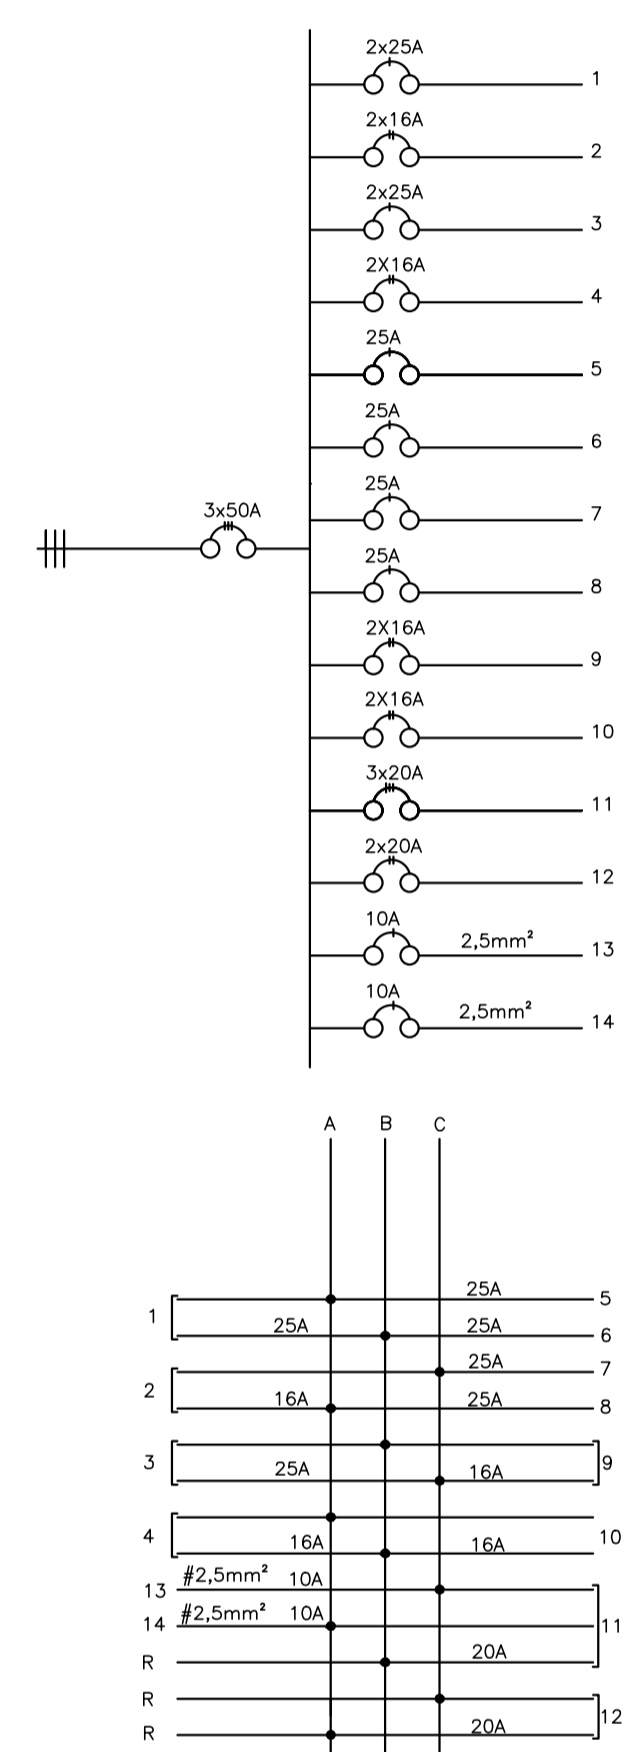 2x25A
1
2x16A
2
2x25A
3
2X16A
4
25A
5
25A
6
25A
7
3x50A
25A
8
2X16A
9
2X16A
10
3x20A
11
2x20A
12
10A 2,5mm²
13
10A 2,5mm²
14
A B C
25A 5
1
25A 25A 6
25A 7
2
16A 25A 8
3 9
25A 16A
4 10
16A 16A
13 #2,5mm² 10A
14 #2,5mm² 10A 11
R 20A
R
12
R 20A